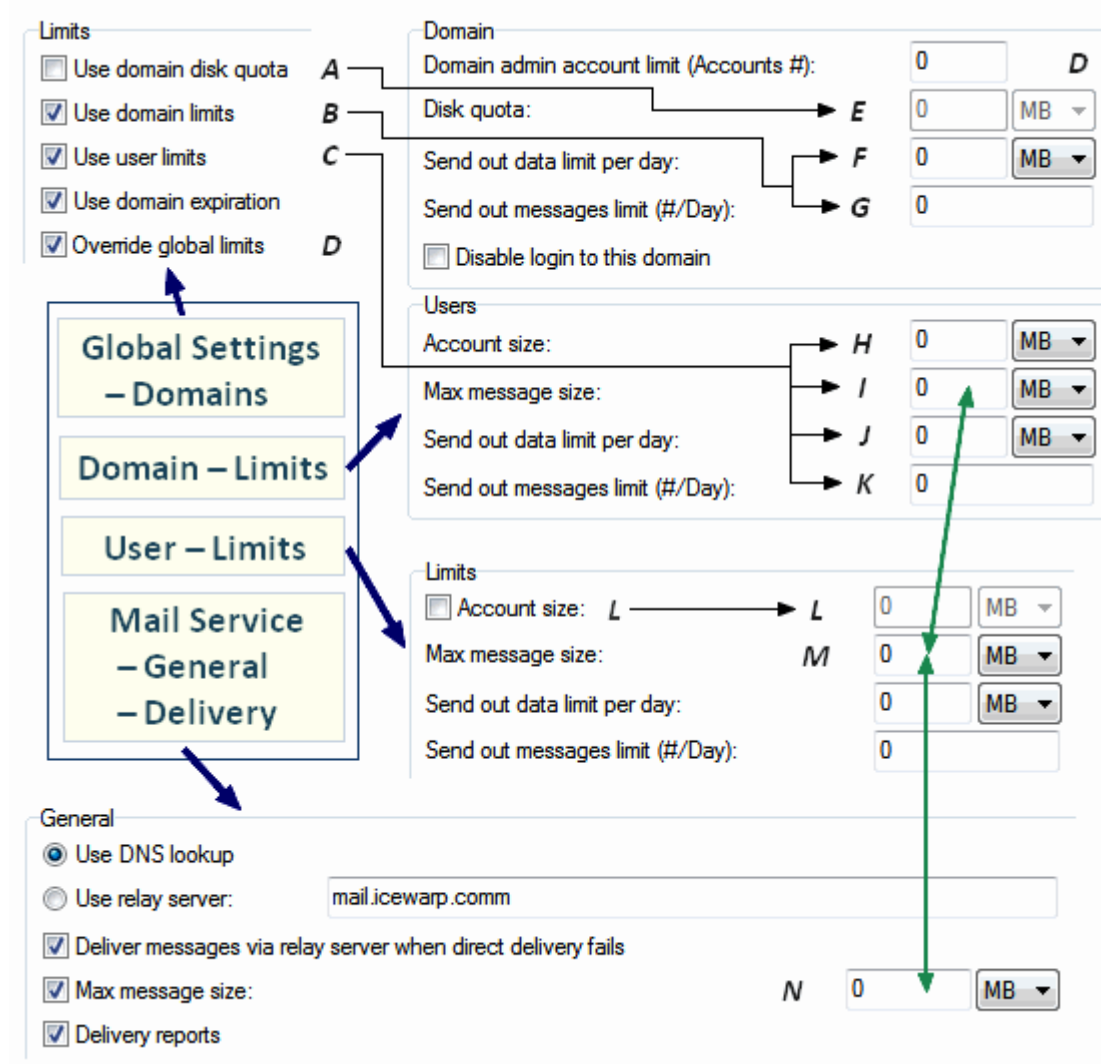 Limits
Use domain disk quota A
Use domain limits B
Use user limits C
Use domain expiration
Override global limits D
Domain
Domain admin account limit (Accounts #): 0 D
Disk quota: E 0 MB
Send out data limit per day: F 0 MB
Send out messages limit (#/Day): G 0
Disable login to this domain
Users
Account size: H 0 MB
Max message size: I 0 MB
Send out data limit per day: J 0 MB
Send out messages limit (#/Day): K 0
Global Settings
– Domains
Domain – Limits
User – Limits
Mail Service
– General
– Delivery
Limits
Account size: L L 0 MB
Max message size: M 0 MB
Send out data limit per day: 0 MB
Send out messages limit (#/Day): 0
General
Use DNS lookup
Use relay server: mail.icewarp.comm
Deliver messages via relay server when direct delivery fails
Max message size: N 0 MB
Delivery reports